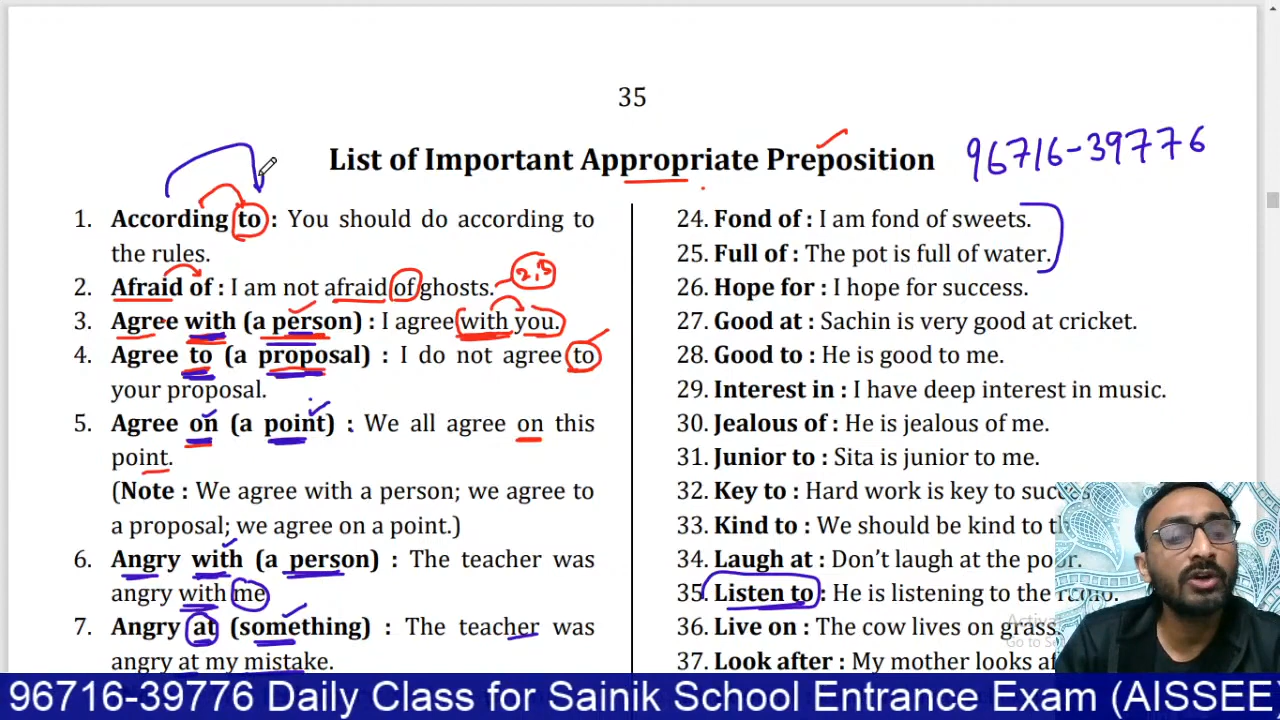 35
List of Important Appropriate Preposition
96716-39776
1. According to : You should do according to
the rules.
2. Afraid of : I am not afraid of ghosts.
2,3
3. Agree with (a person) : I agree with you.
4. Agree to (a proposal) : I do not agree to
your proposal.
5. Agree on (a point) : We all agree on this
point.
(Note : We agree with a person; we agree to
a proposal; we agree on a point.)
6. Angry with (a person) : The teacher was
angry with me
7. Angry at (something) : The teacher was
angry at my mistake.
24. Fond of : I am fond of sweets.
25. Full of : The pot is full of water.
26. Hope for : I hope for success.
27. Good at : Sachin is very good at cricket.
28. Good to : He is good to me.
29. Interest in : I have deep interest in music.
30. Jealous of : He is jealous of me.
31. Junior to : Sita is junior to me.
32. Key to : Hard work is key to success
33. Kind to : We should be kind to
34. Laugh at : Don't laugh at the poor.
35. Listen to : He is listening to the radio.
36. Live on : The cow lives on grass.
37. Look after : My mother looks
96716-39776 Daily Class for Sainik School Entrance Exam (AISSEE)